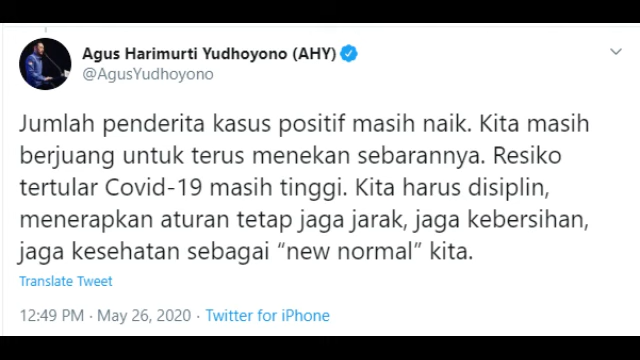 Agus Harimurti Yudhoyono (AHY)
@AgusYudhoyono
Jumlah penderita kasus positif masih naik. Kita masih
berjuang untuk terus menekan sebarannya. Resiko
tertular Covid-19 masih tinggi. Kita harus disiplin,
menerapkan aturan tetap jaga jarak, jaga kebersihan,
jaga kesehatan sebagai “new normal” kita.
Translate Tweet
12:49 PM · May 26, 2020 · Twitter for iPhone